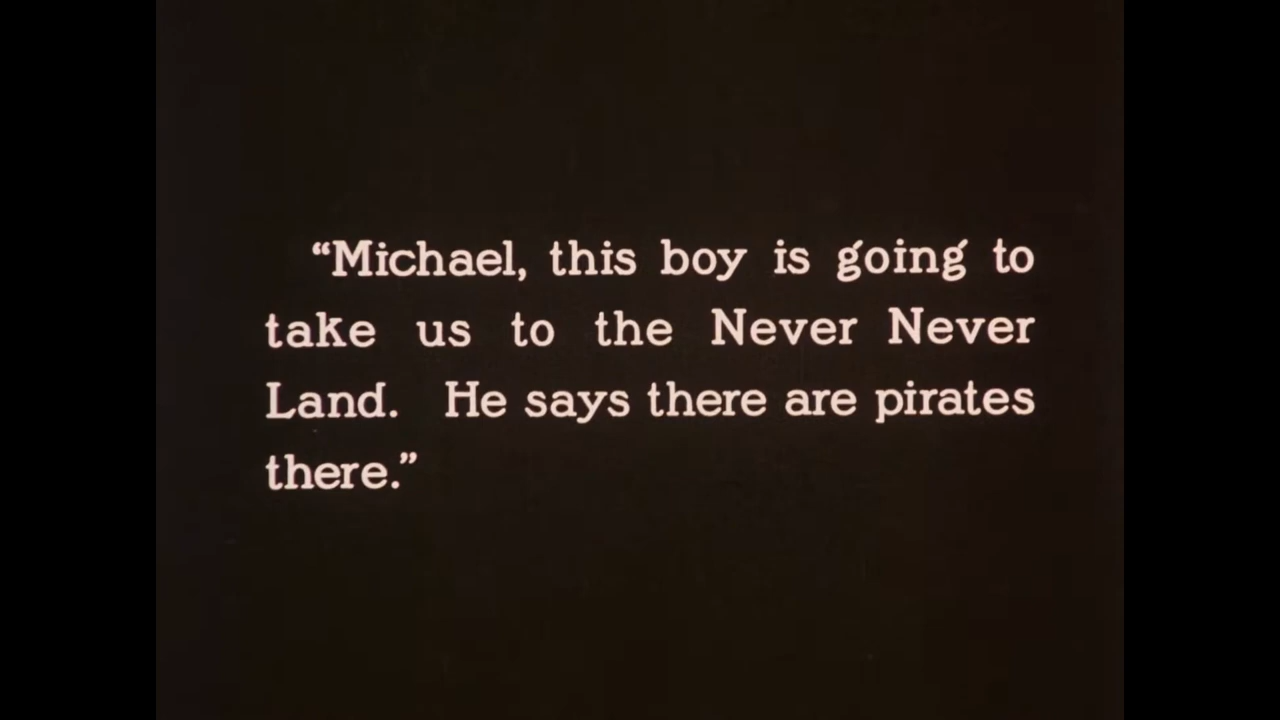 “Michael, this boy is going to
take us to the Never Never
Land. He says there are pirates
there.”